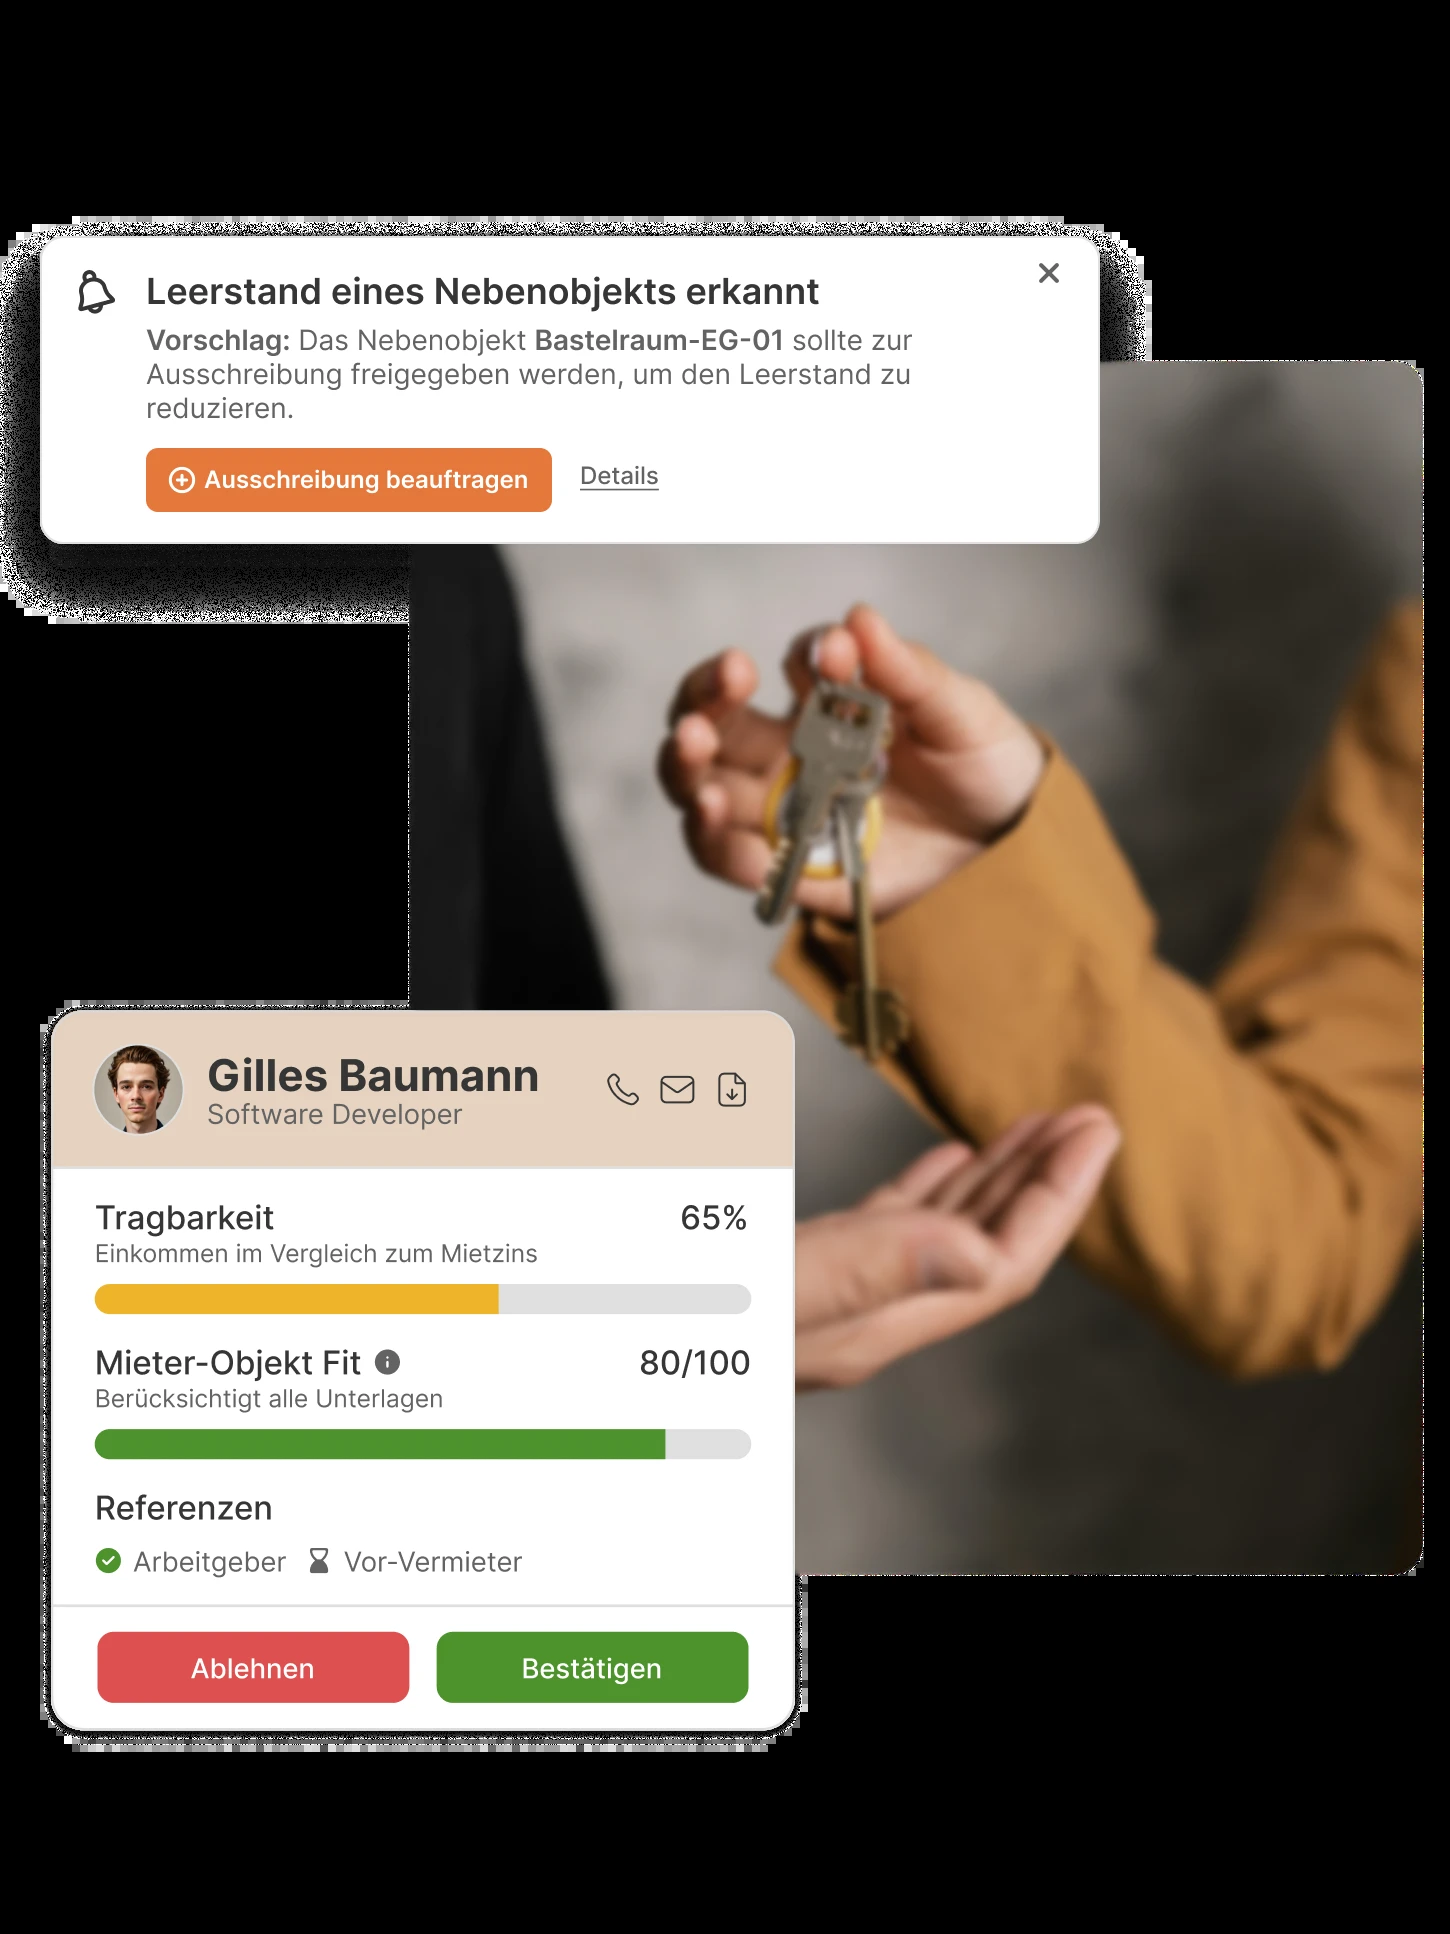 Leerstand eines Nebenobjekts erkannt
Vorschlag: Das Nebenobjekt Bastelraum-EG-01 sollte zur
Ausschreibung freigegeben werden, um den Leerstand zu
reduzieren.
Ausschreibung beauftragen Details
Gilles Baumann
Software Developer
Tragbarkeit 65%
Einkommen im Vergleich zum Mietzins
Mieter-Objekt Fit 80/100
Berücksichtigt alle Unterlagen
Referenzen
Arbeitgeber Vor-Vermieter
Ablehnen Bestätigen